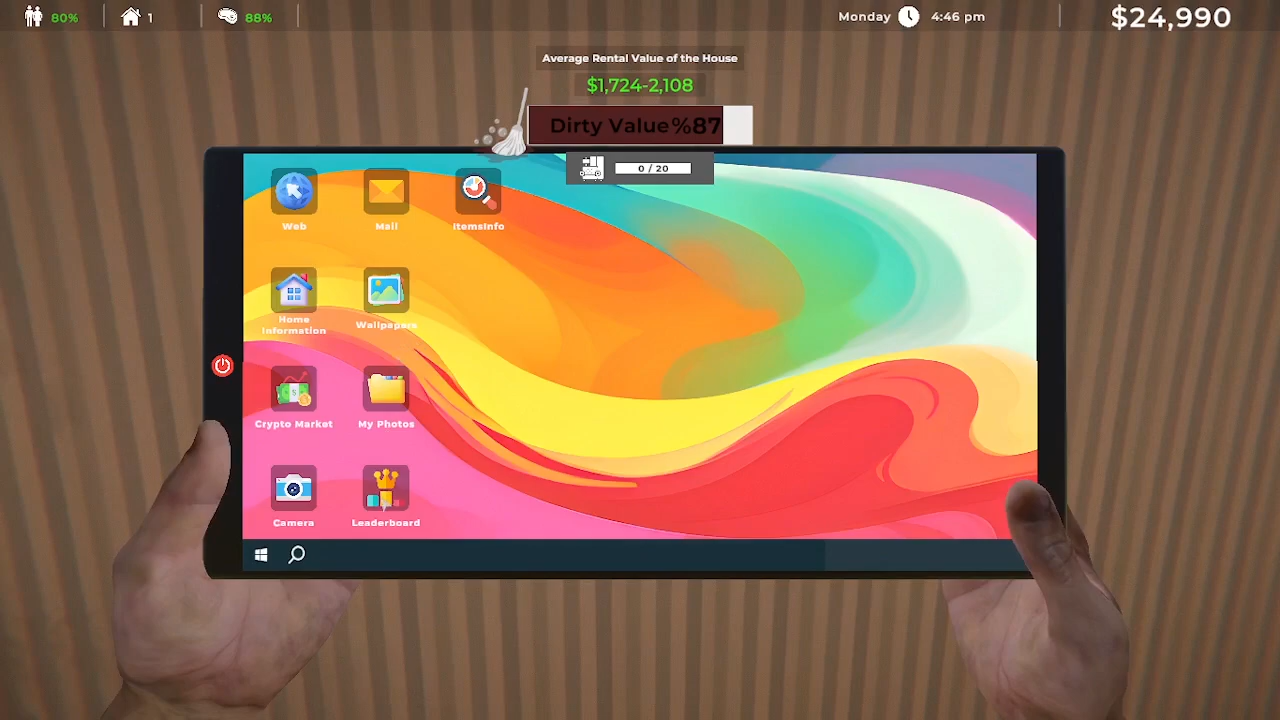 80%
1
88%
Monday
4:46 pm
$24,990
Average Rental Value of the House
$1,724-2,108
Dirty Value%87
0 / 20
Web
Mail
ItemsInfo
Home
Information
Wallpapers
Crypto Market
My Photos
Camera
Leaderboard